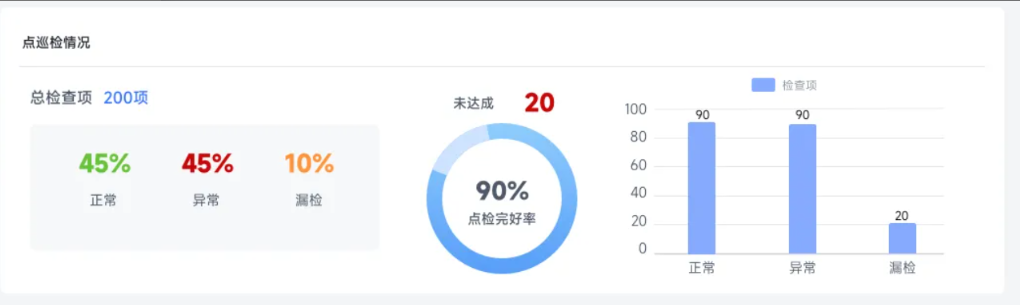 点巡检情况
总检查项 200项
45% 45% 10%
正常 异常 漏检
未达成 20
90%
点检完好率
检查项
100
80
60
40
20
0
90 90 20
正常 异常 漏检